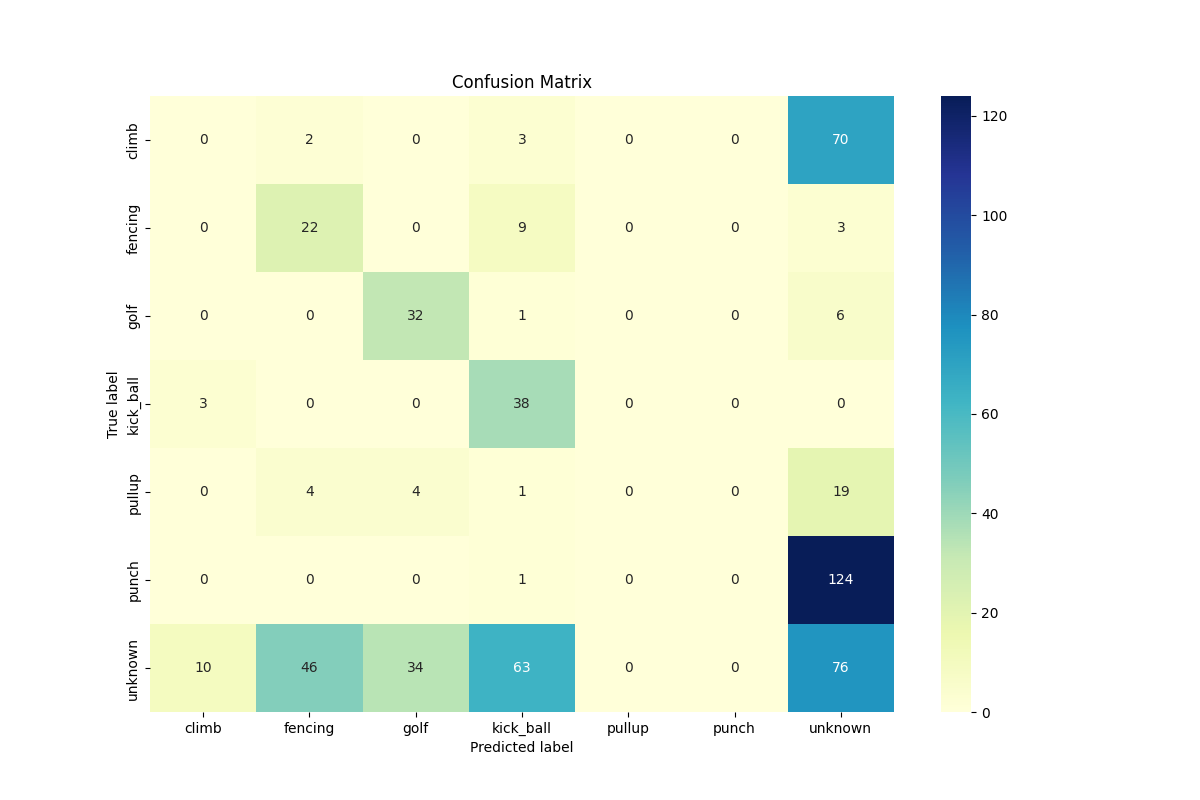 Confusion Matrix
climb 0 2 0 3 0 0 70
fencing 0 22 0 9 0 0 3
golf 0 0 32 1 0 0 6
kick_ball 3 0 0 38 0 0 0
pullup 0 4 4 1 0 0 19
punch 0 0 0 1 0 0 124
unknown 10 46 34 63 0 0 76
climb fencing golf kick_ball pullup punch unknown
True label
Predicted label
120
100
80
60
40
20
0